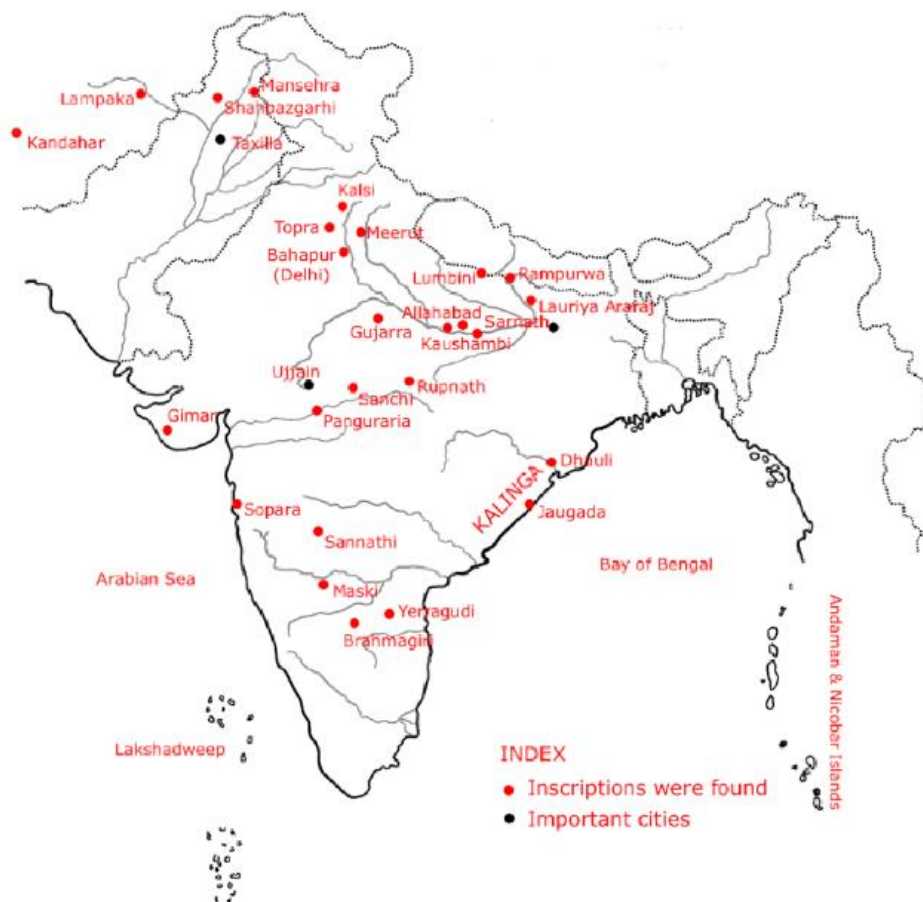 Mansehra
Lampaka
Shahbazgarhi
Kandahar
Taxilla
Kalsi
Topra
Meerut
Bahapur
(Delhi)
Lumbini
Rampurwa
Lauriya Araraj
Allahabad
Sarnath
Gujarra
Kaushambi
Ujjain
Rupnath
Sanchi
Girnar
Panguraria
Dhauli
KALINGA
Sopara
Jaugada
Sannathi
Arabian Sea
Bay of Bengal
Maski
Yerragudi
Brahmagiri
Andaman & Nicobar Islands
Lakshadweep
INDEX
Inscriptions were found
Important cities